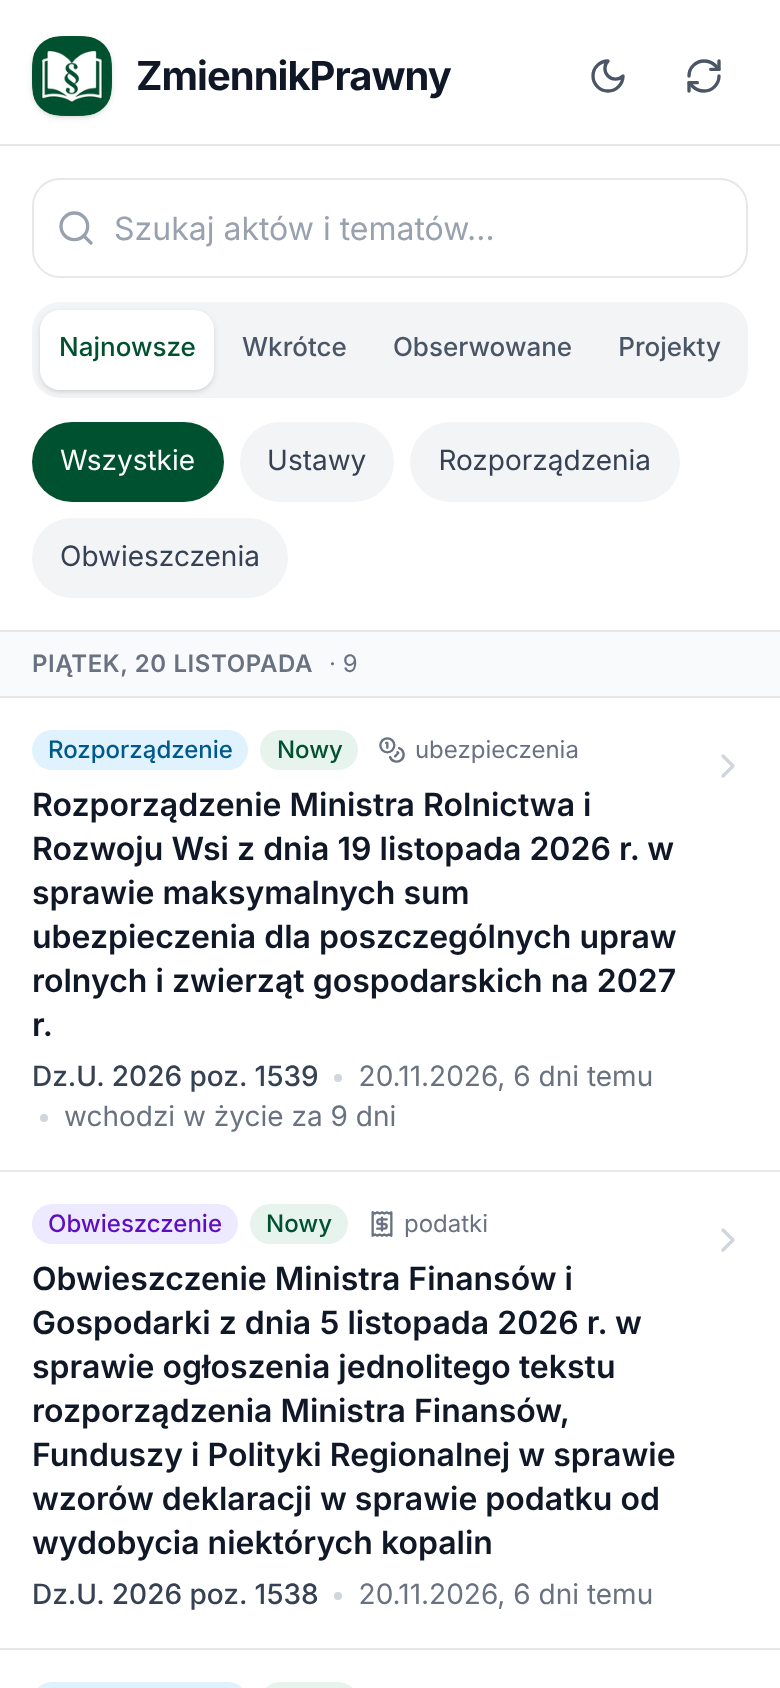 ZmiennikPrawny
Szukaj aktów i tematów...
Najnowsze Wkrótce Obserwowane Projekty
Wszystkie Ustawy Rozporządzenia
Obwieszczenia
PIĄTEK, 20 LISTOPADA · 9
Rozporządzenie Nowy ubezpieczenia
Rozporządzenie Ministra Rolnictwa i
Rozwoju Wsi z dnia 19 listopada 2026 r. w
sprawie maksymalnych sum
ubezpieczenia dla poszczególnych upraw
rolnych i zwierząt gospodarskich na 2027
r.
Dz.U. 2026 poz. 1539 • 20.11.2026, 6 dni temu
• wchodzi w życie za 9 dni
Obwieszczenie Nowy podatki
Obwieszczenie Ministra Finansów i
Gospodarki z dnia 5 listopada 2026 r. w
sprawie ogłoszenia jednolitego tekstu
rozporządzenia Ministra Finansów,
Funduszy i Polityki Regionalnej w sprawie
wzorów deklaracji w sprawie podatku od
wydobycia niektórych kopalin
Dz.U. 2026 poz. 1538 • 20.11.2026, 6 dni temu